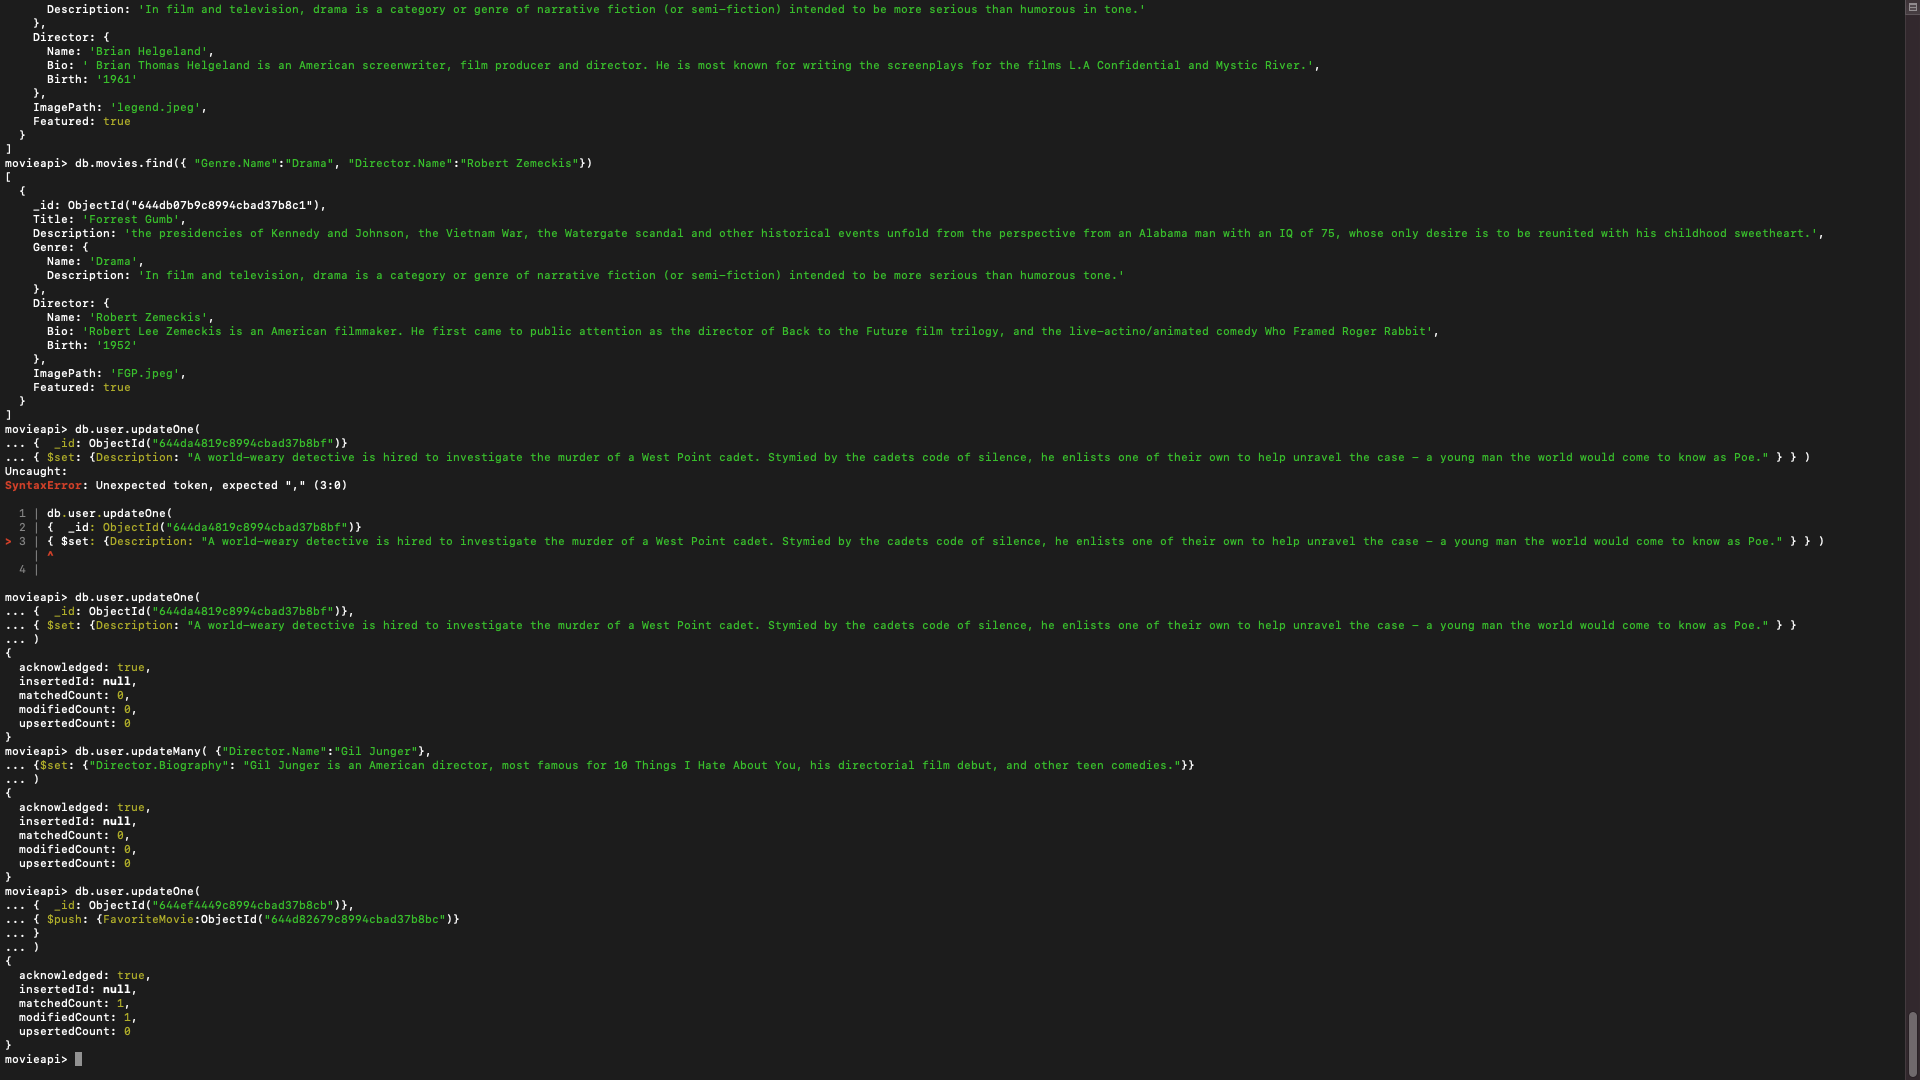 Description: 'In film and television, drama is a category or genre of narrative fiction (or semi-fiction) intended to be more serious than humorous in tone.'
    },
    Director: {
      Name: 'Brian Helgeland',
      Bio: ' Brian Thomas Helgeland is an American screenwriter, film producer and director. He is most known for writing the screenplays for the films L.A Confidential and Mystic River.',
      Birth: '1961'
    },
    ImagePath: 'legend.jpeg',
    Featured: true
  }
]
movieapi> db.movies.find({ "Genre.Name":"Drama", "Director.Name":"Robert Zemeckis"})
[
  {
    _id: ObjectId("644db07b9c8994cbad37b8c1"),
    Title: 'Forrest Gumb',
    Description: 'the presidencies of Kennedy and Johnson, the Vietnam War, the Watergate scandal and other historical events unfold from the perspective from an Alabama man with an IQ of 75, whose only desire is to be reunited with his childhood sweetheart.',
    Genre: {
      Name: 'Drama',
      Description: 'In film and television, drama is a category or genre of narrative fiction (or semi-fiction) intended to be more serious than humorous tone.'
    },
    Director: {
      Name: 'Robert Zemeckis',
      Bio: 'Robert Lee Zemeckis is an American filmmaker. He first came to public attention as the director of Back to the Future film trilogy, and the live-actino/animated comedy Who Framed Roger Rabbit',
      Birth: '1952'
    },
    ImagePath: 'FGP.jpeg',
    Featured: true
  }
]
movieapi> db.user.updateOne(
... {  _id: ObjectId("644da4819c8994cbad37b8bf")}
... { $set: {Description: "A world-weary detective is hired to investigate the murder of a West Point cadet. Stymied by the cadets code of silence, he enlists one of their own to help unravel the case – a young man the world would come to know as Poe." } } )
Uncaught:
SyntaxError: Unexpected token, expected "," (3:0)

  1 | db.user.updateOne(
  2 | {  _id: ObjectId("644da4819c8994cbad37b8bf")}
> 3 | { $set: {Description: "A world-weary detective is hired to investigate the murder of a West Point cadet. Stymied by the cadets code of silence, he enlists one of their own to help unravel the case – a young man the world would come to know as Poe." } } )
    | ^
  4 |

movieapi> db.user.updateOne(
... {  _id: ObjectId("644da4819c8994cbad37b8bf")},
... { $set: {Description: "A world-weary detective is hired to investigate the murder of a West Point cadet. Stymied by the cadets code of silence, he enlists one of their own to help unravel the case – a young man the world would come to know as Poe." } }
... )
{
  acknowledged: true,
  insertedId: null,
  matchedCount: 0,
  modifiedCount: 0,
  upsertedCount: 0
}
movieapi> db.user.updateMany( {"Director.Name":"Gil Junger"},
... {$set: {"Director.Biography": "Gil Junger is an American director, most famous for 10 Things I Hate About You, his directorial film debut, and other teen comedies."}}
... )
{
  acknowledged: true,
  insertedId: null,
  matchedCount: 0,
  modifiedCount: 0,
  upsertedCount: 0
}
movieapi> db.user.updateOne(
... {  _id: ObjectId("644ef4449c8994cbad37b8cb")},
... { $push: {FavoriteMovie:ObjectId("644d82679c8994cbad37b8bc")}
... }
... )
{
  acknowledged: true,
  insertedId: null,
  matchedCount: 1,
  modifiedCount: 1,
  upsertedCount: 0
}
movieapi>